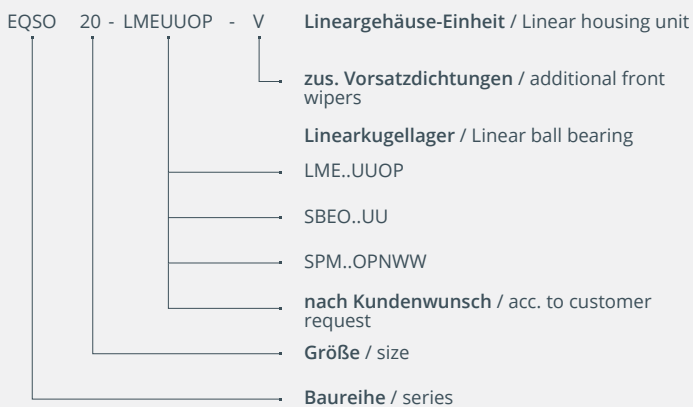 EQSO 20 - LMEUUOP - V Lineargehäuse-Einheit / Linear housing unit
zus. Vorsatzdichtungen / additional front
wipers
Linearkugellager / Linear ball bearing
LME..UUOP
SBEO..UU
SPM..OPNWW
nach Kundenwunsch / acc. to customer
request
Größe / size
Baureihe / series